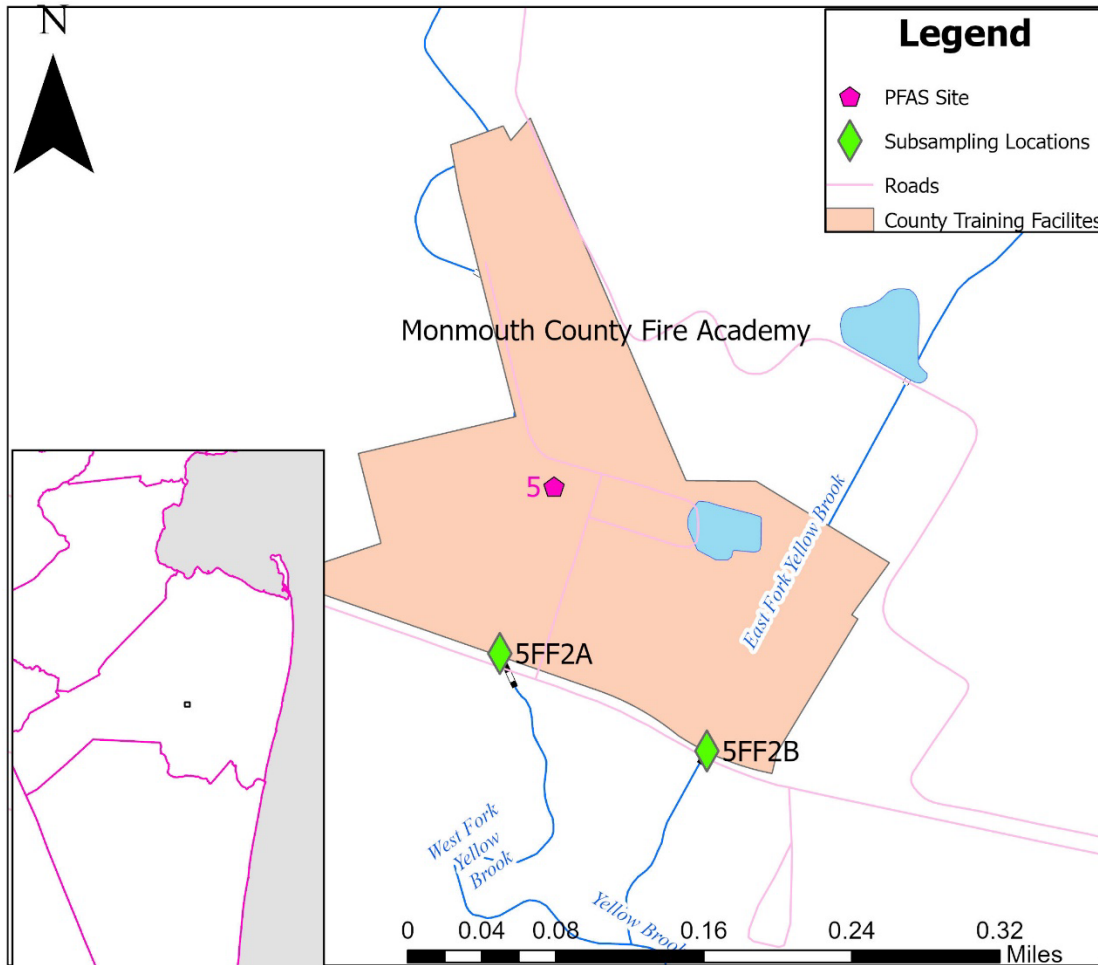 N
Legend
PFAS Site
Subsampling Locations
Roads
County Training Facilites
Monmouth County Fire Academy
5
East Fork Yellow Brook
5FF2A
5FF2B
West Fork
Yellow
Brook
Yellow Brook
0 0.04 0.08 0.16 0.24 0.32
Miles